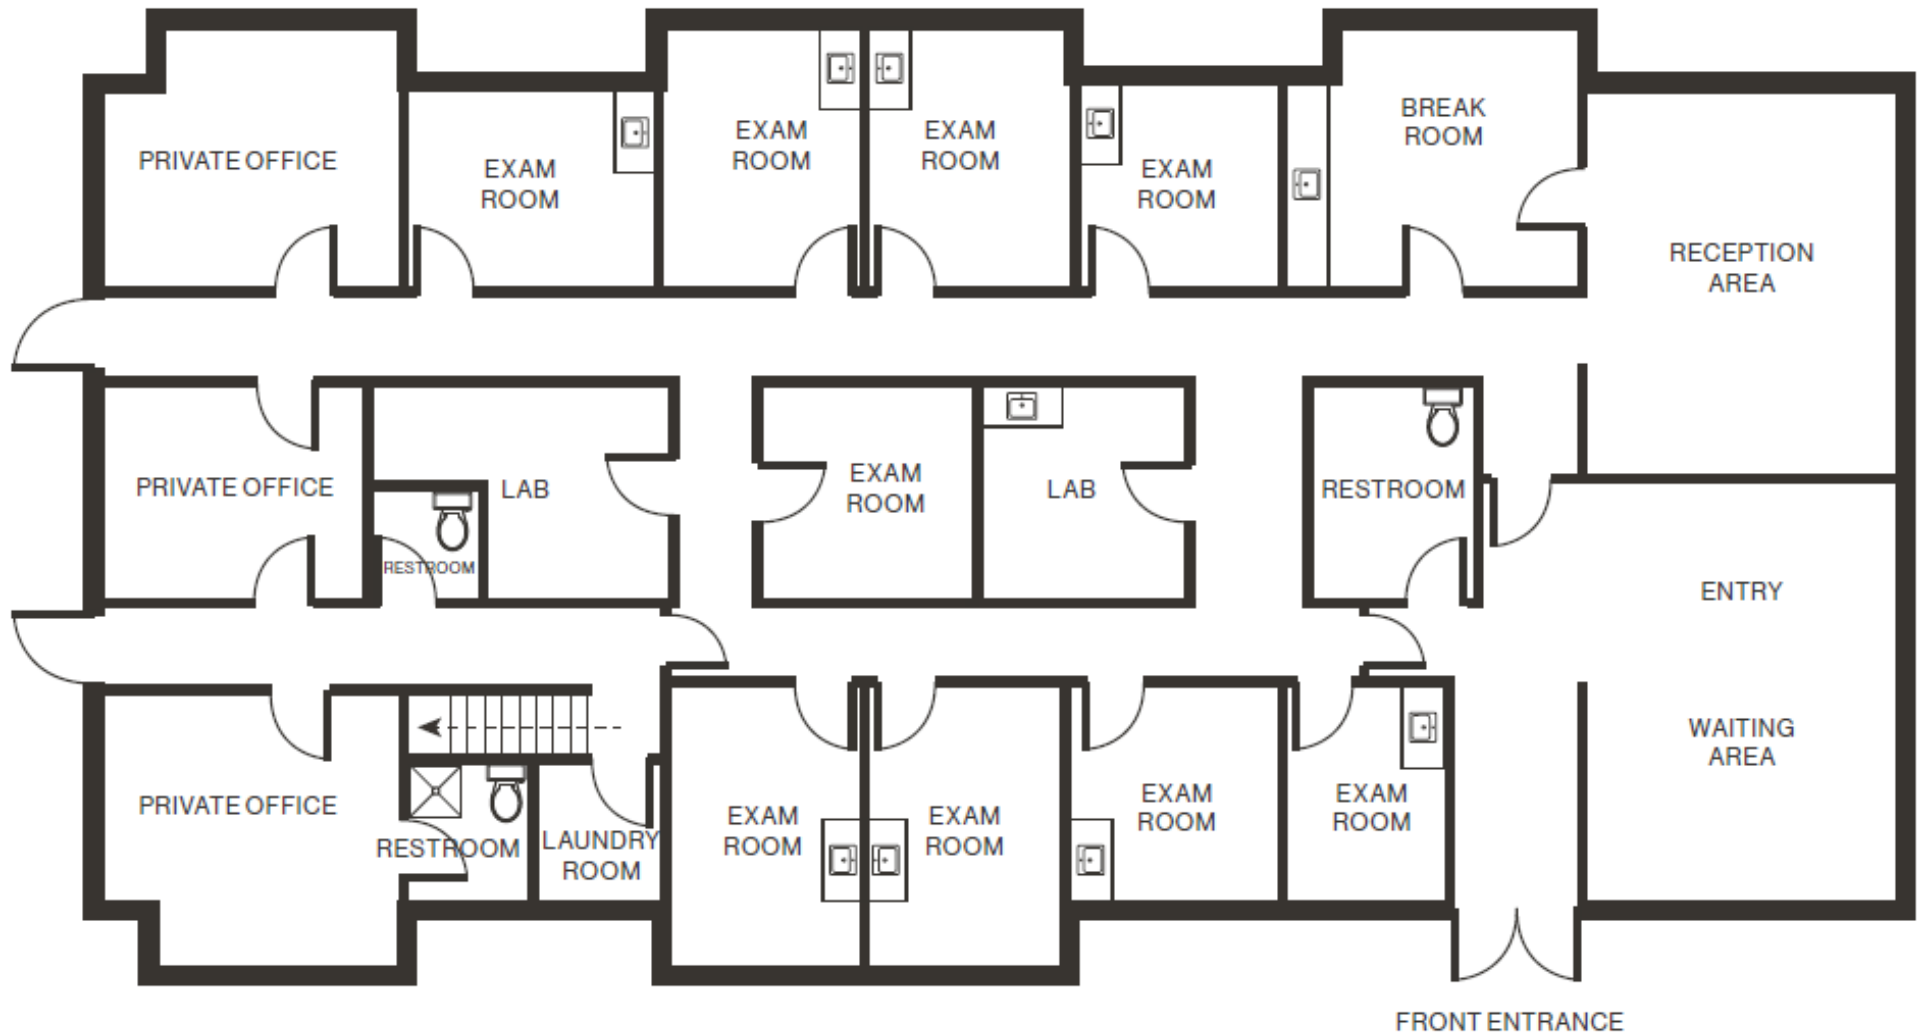 PRIVATE OFFICE
EXAM
ROOM
EXAM
ROOM
EXAM
ROOM
EXAM
ROOM
BREAK
ROOM
RECEPTION
AREA
PRIVATE OFFICE
LAB
RESTROOM
EXAM
ROOM
LAB
RESTROOM
ENTRY
WAITING
AREA
PRIVATE OFFICE
RESTROOM
LAUNDRY
ROOM
EXAM
ROOM
EXAM
ROOM
EXAM
ROOM
EXAM
ROOM
FRONT ENTRANCE